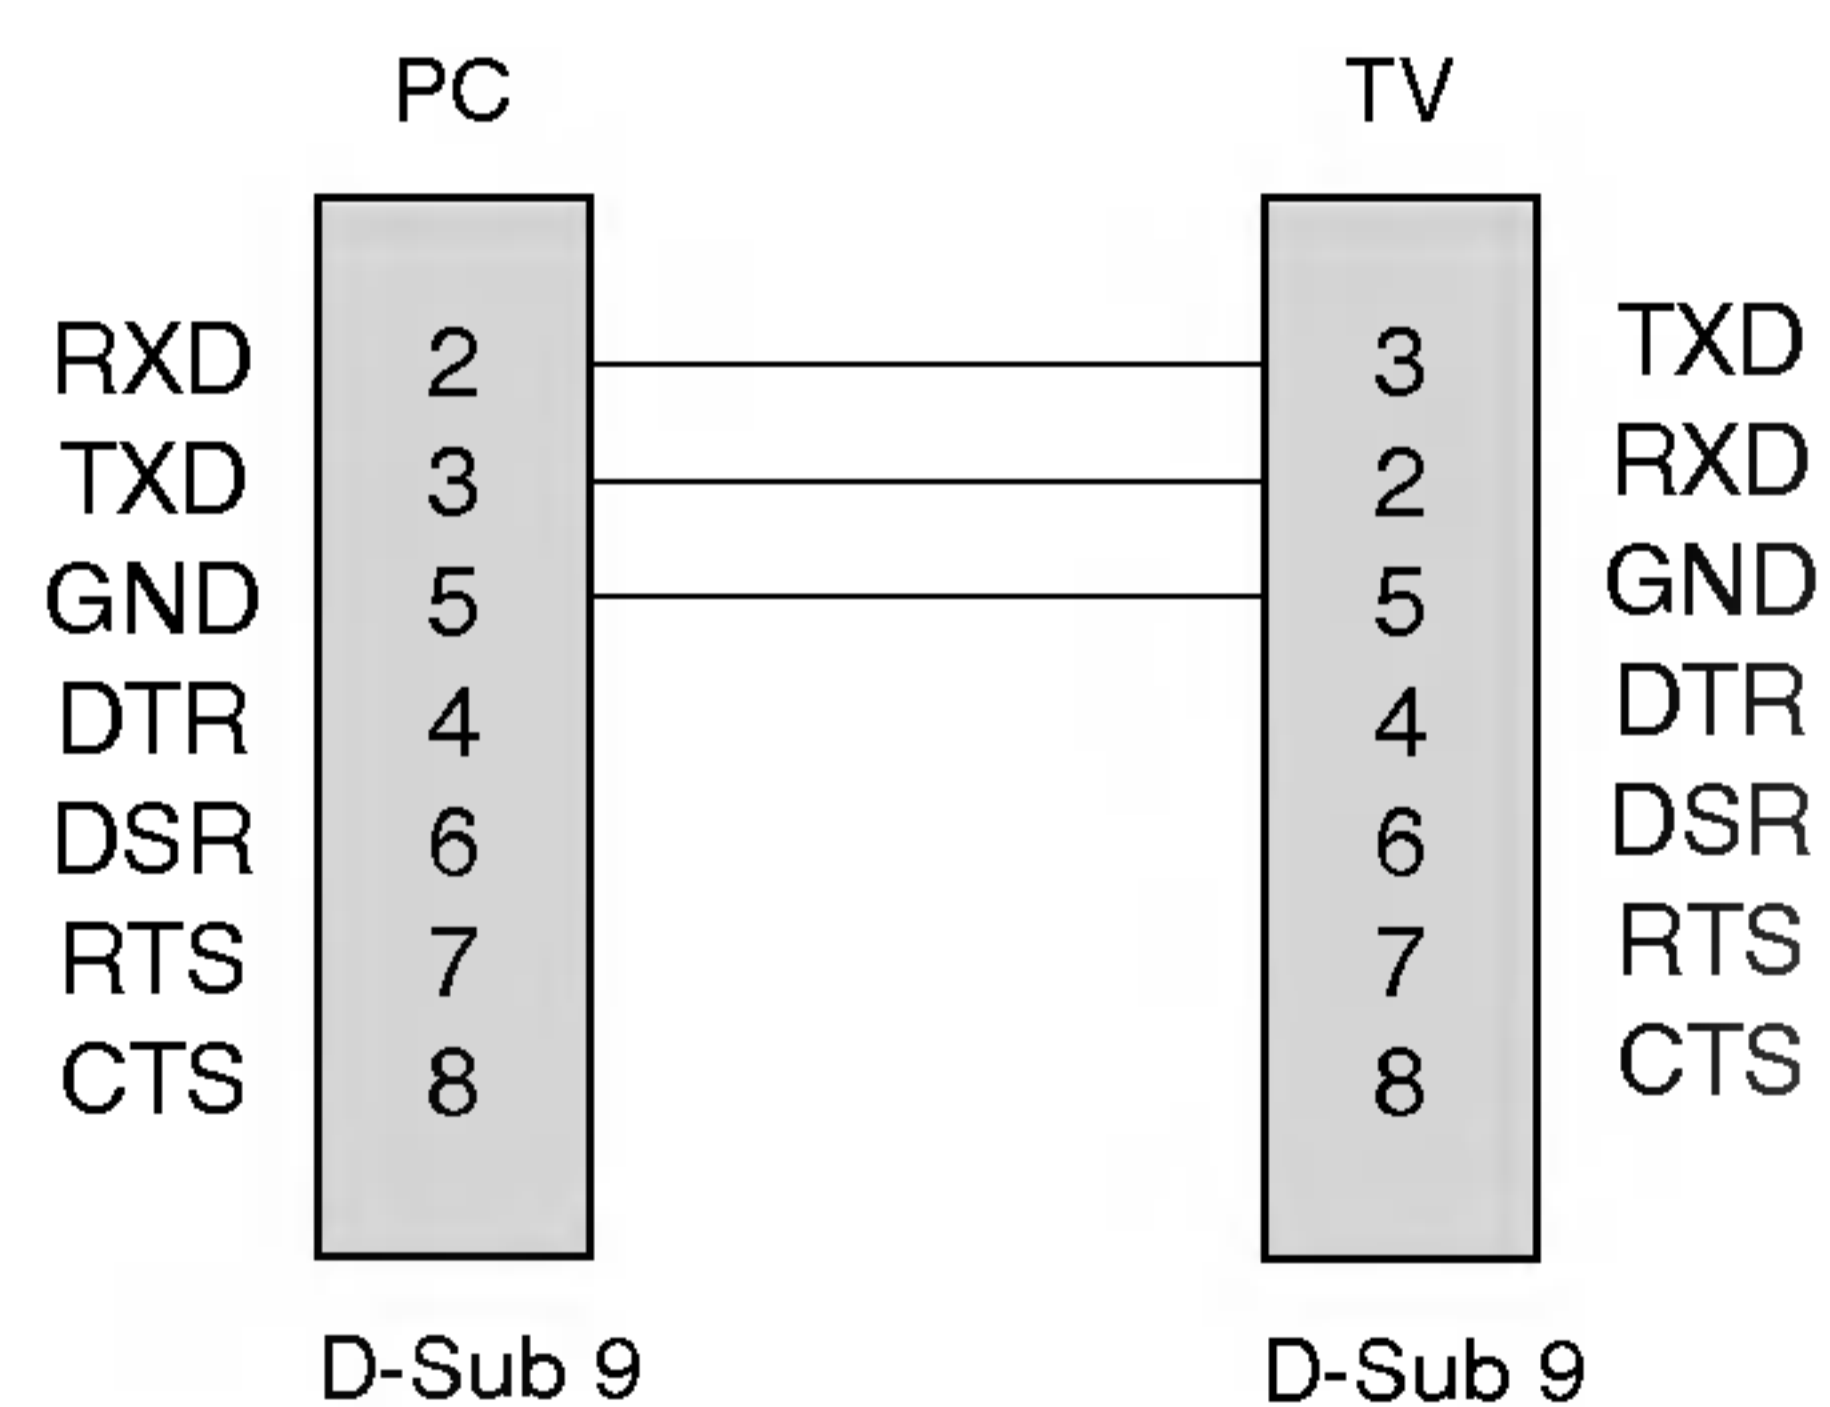 PC TV
RXD 2 3 TXD
TXD 3 2 RXD
GND 5 5 GND
DTR 4 4 DTR
DSR 6 6 DSR
RTS 7 7 RTS
CTS 8 8 CTS
D-Sub 9 D-Sub 9